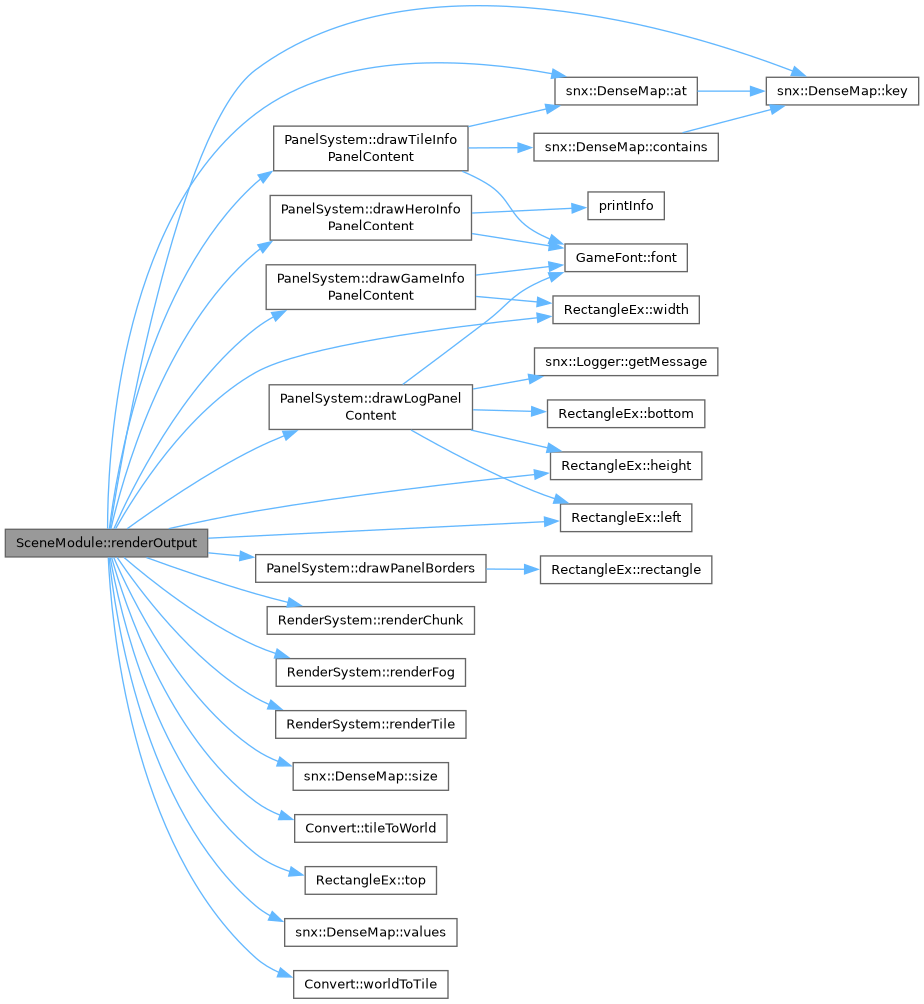 snx::DenseMap::at
snx::DenseMap::key
PanelSystem::drawTileInfo
PanelContent
snx::DenseMap::contains
PanelSystem::drawHeroInfo
PanelContent
printInfo
GameFont::font
PanelSystem::drawGameInfo
PanelContent
RectangleEx::width
snx::Logger::getMessage
PanelSystem::drawLogPanel
Content
RectangleEx::bottom
RectangleEx::height
RectangleEx::left
SceneModule::renderOutput
PanelSystem::drawPanelBorders
RectangleEx::rectangle
RenderSystem::renderChunk
RenderSystem::renderFog
RenderSystem::renderTile
snx::DenseMap::size
Convert::tileToWorld
RectangleEx::top
snx::DenseMap::values
Convert::worldToTile